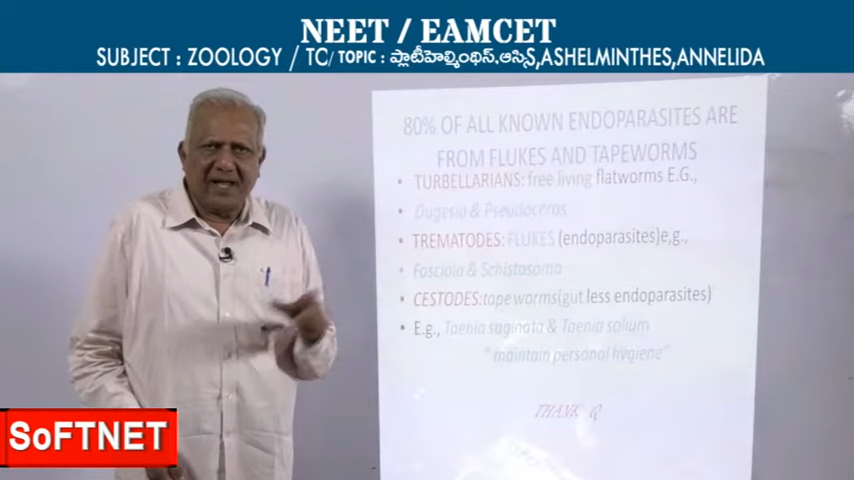 NEET / EAMCET
SUBJECT : ZOOLOGY / TC/ TOPIC : ప్లాటీహెల్మింథిస్,ఆస్కిS,ASHELMINTHES,ANNELIDA
80% OF ALL KNOWN ENDOPARASITES ARE
FROM FLUKES AND TAPEWORMS
• TURBELLARIANS: free living flatworms E.G.,
• Dugesia & Pseudoceros
• TREMATODES: FLUKES (endoparasites)e,g.,
• Fasciola & Schistosoma
• CESTODES:tape worms(gut less endoparasites)
• E.g., Taenia saginata & Taenia solium
"maintain personal hygiene"
THANK Q
SoFTNET